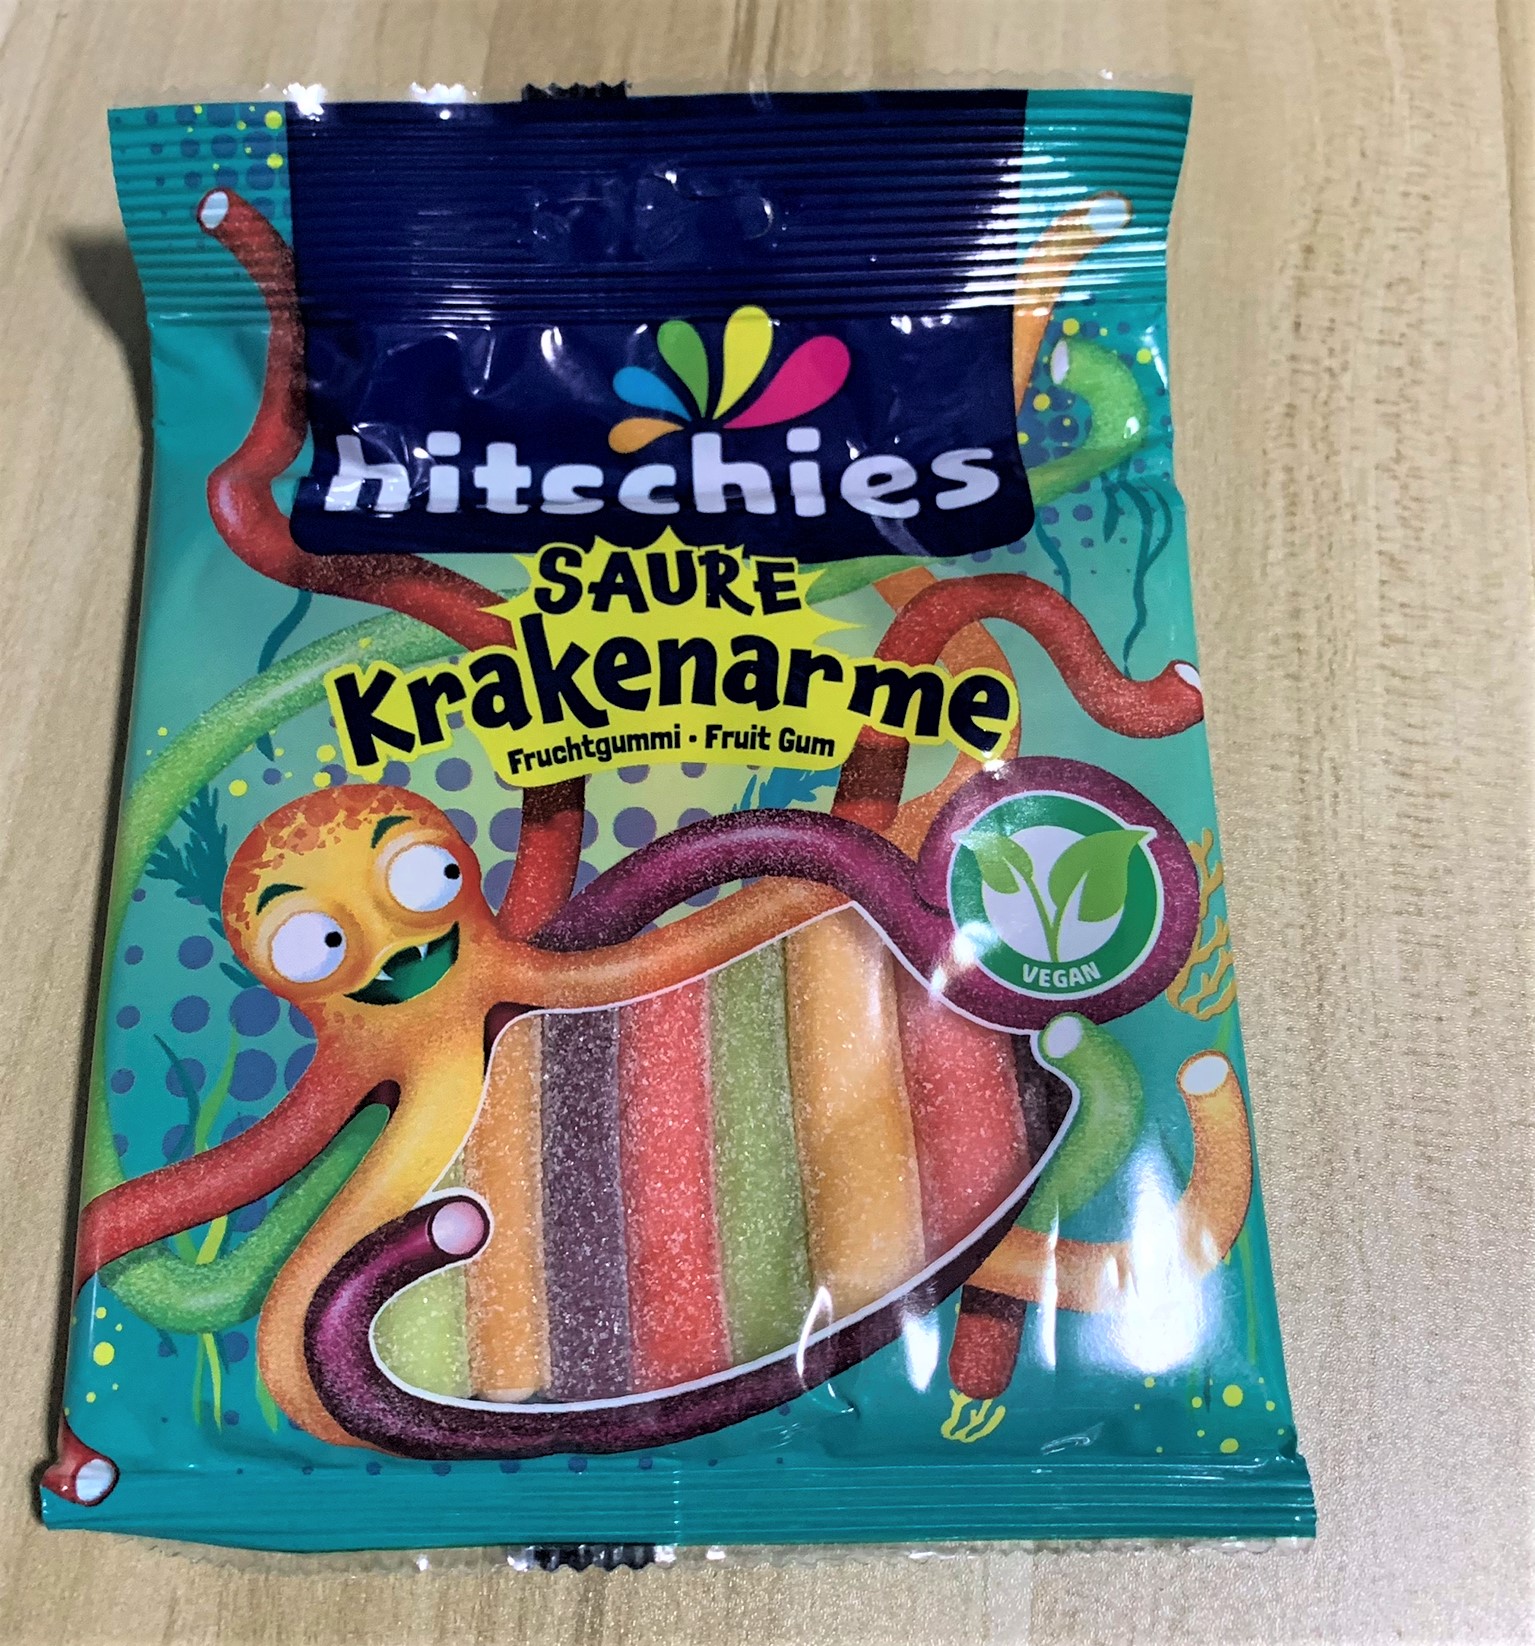 hitschies
SAURE
Krakenarme
Fruchtgummi • Fruit Gum
VEGAN